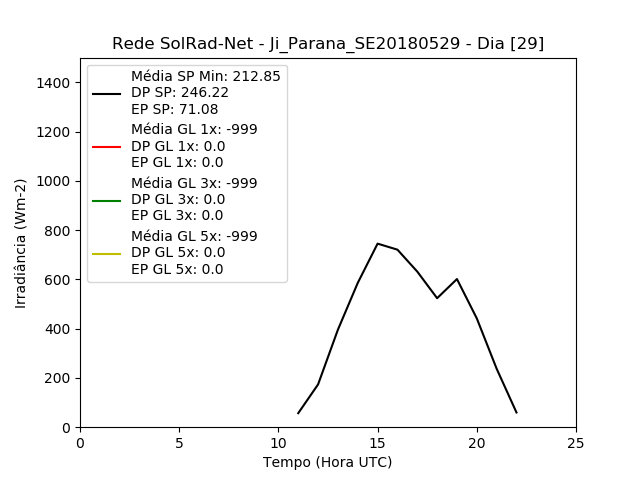 Rede SolRad-Net - Ji_Parana_SE20180529 - Dia [29]
Irradiância (Wm-2)
1400
1200
1000
800
600
400
200
0
Média SP Min: 212.85
DP SP: 246.22
EP SP: 71.08
Média GL 1x: -999
DP GL 1x: 0.0
EP GL 1x: 0.0
Média GL 3x: -999
DP GL 3x: 0.0
EP GL 3x: 0.0
Média GL 5x: -999
DP GL 5x: 0.0
EP GL 5x: 0.0
0 5 10 15 20 25
Tempo (Hora UTC)